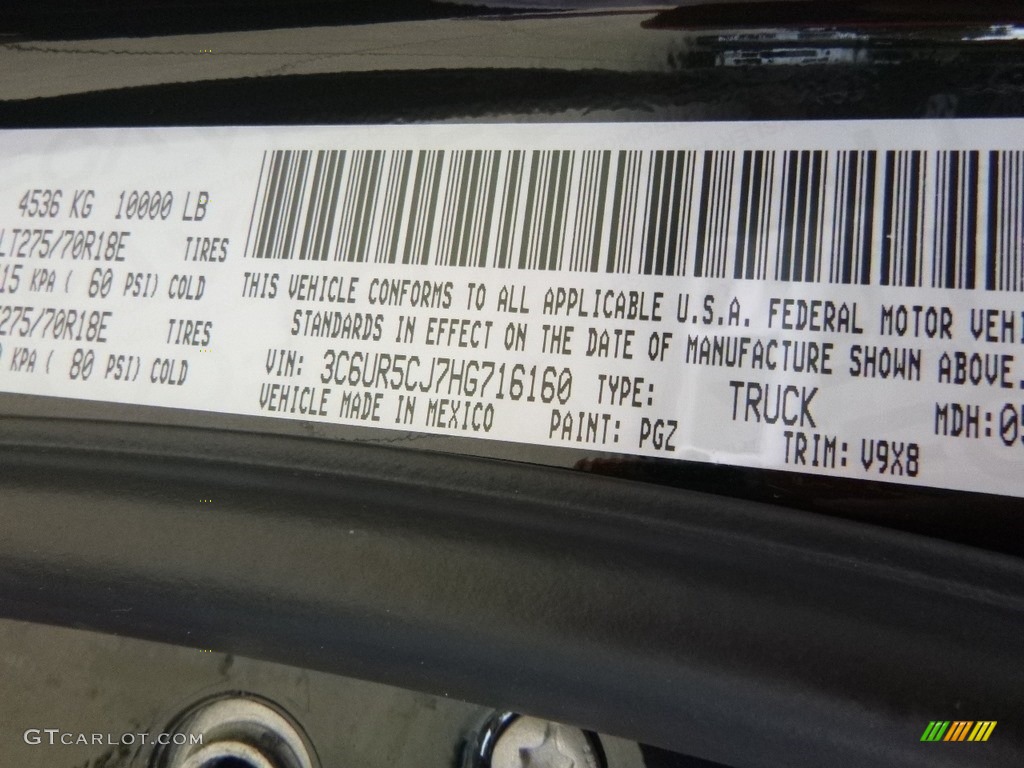 4536 KG 10000 LB
LT275/70R18E TIRES
15 KPA ( 60 PSI) COLD
275/70R18E TIRES
KPA ( 80 PSI) COLD
THIS VEHICLE CONFORMS TO ALL APPLICABLE U.S.A. FEDERAL MOTOR VEHI
STANDARDS IN EFFECT ON THE DATE OF MANUFACTURE SHOWN ABOVE.
VIN: 3C6UR5CJ7HG716160 TYPE: TRUCK MDH: 05
VEHICLE MADE IN MEXICO PAINT: PGZ TRIM: V9X8
GTCARLOT.COM